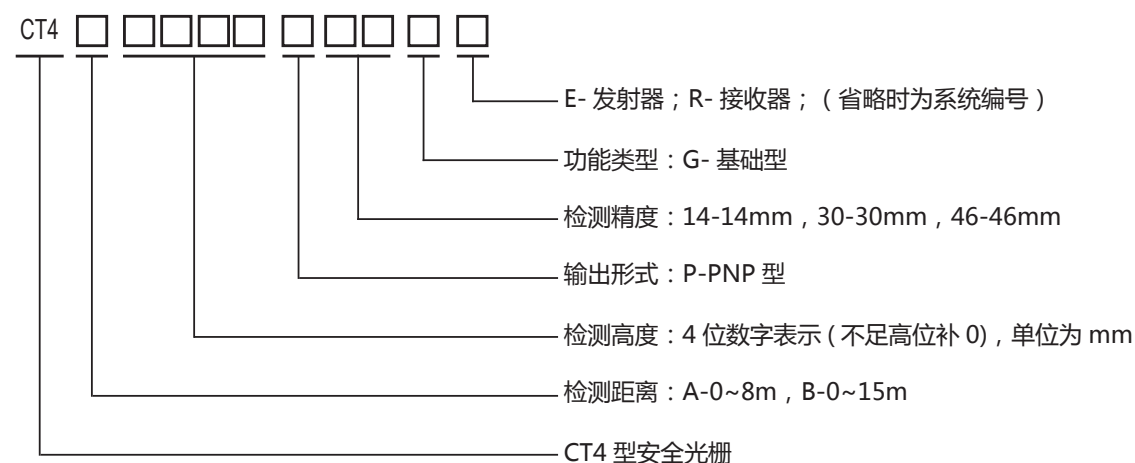 CT4 □ □□□□ □ □□ □ □
E- 发射器；R- 接收器；（省略时为系统编号）
功能类型：G- 基础型
检测精度：14-14mm，30-30mm，46-46mm
输出形式：P-PNP 型
检测高度：4 位数字表示 ( 不足高位补 0)，单位为 mm
检测距离：A-0~8m，B-0~15m
CT4 型安全光栅